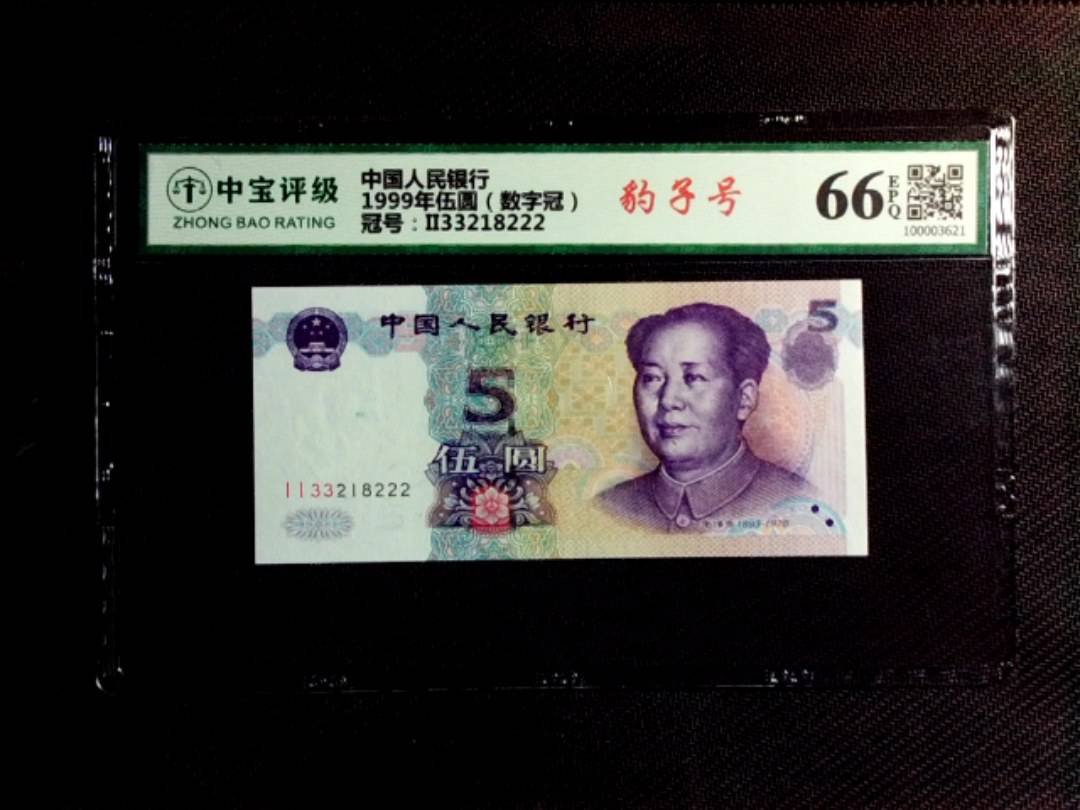 中宝评级
ZHONG BAO RATING
中国人民银行
1999年伍圆（数字冠）
冠号：II33218222
豹子号
66
EPQ
100003621
中国人民银行
5
5
伍圆
II33218222
1893-1976